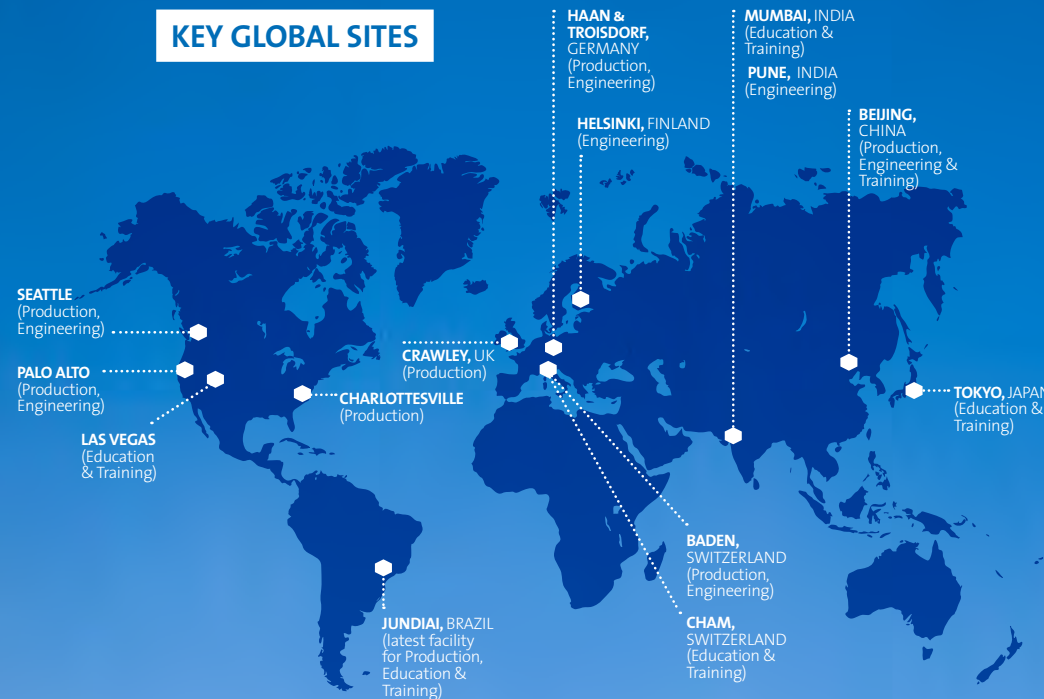 KEY GLOBAL SITES
HAAN &
TROISDORF,
GERMANY
(Production,
Engineering)
MUMBAI, INDIA
(Education &
Training)
PUNE, INDIA
(Engineering)
HELSINKI, FINLAND
(Engineering)
BEIJING,
CHINA
(Production,
Engineering &
Training)
SEATTLE
(Production,
Engineering)
PALO ALTO
(Production,
Engineering)
LAS VEGAS
(Education
& Training)
CHARLOTTESVILLE
(Production)
CRAWLEY, UK
(Production)
TOKYO, JAPAN
(Education &
Training)
BADEN,
SWITZERLAND
(Production,
Engineering)
CHAM,
SWITZERLAND
(Education &
Training)
JUNDIAI, BRAZIL
(latest facility
for Production,
Education &
Training)